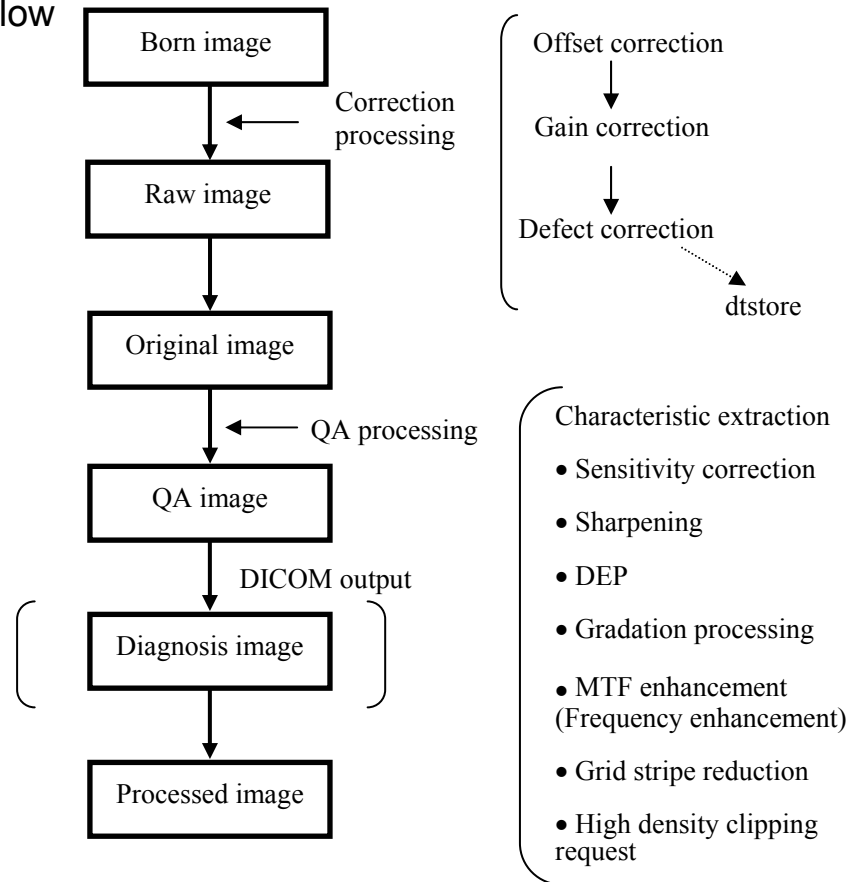 low
Born image
Correction
processing
Raw image
Original image
QA processing
QA image
DICOM output
Diagnosis image
Processed image
Offset correction
Gain correction
Defect correction
dtstore
Characteristic extraction
• Sensitivity correction
• Sharpening
• DEP
• Gradation processing
• MTF enhancement
(Frequency enhancement)
• Grid stripe reduction
• High density clipping
request